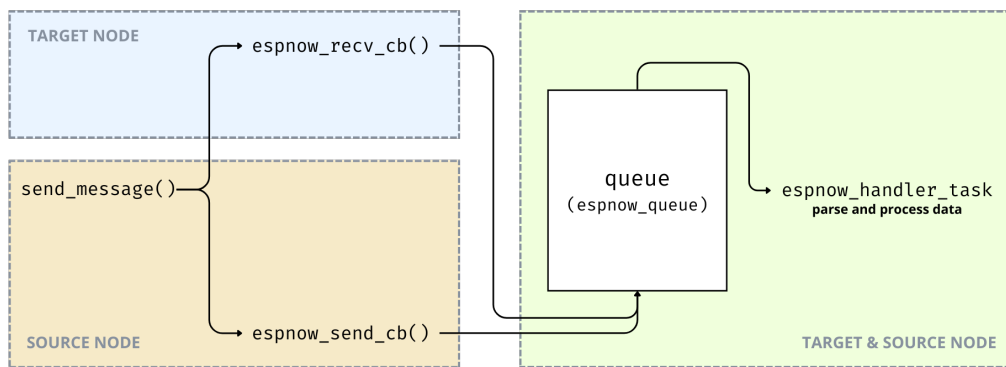 TARGET NODE
espnow_recv_cb()
send_message()
espnow_send_cb()
SOURCE NODE
queue
(espnow_queue)
espnow_handler_task
parse and process data
TARGET & SOURCE NODE